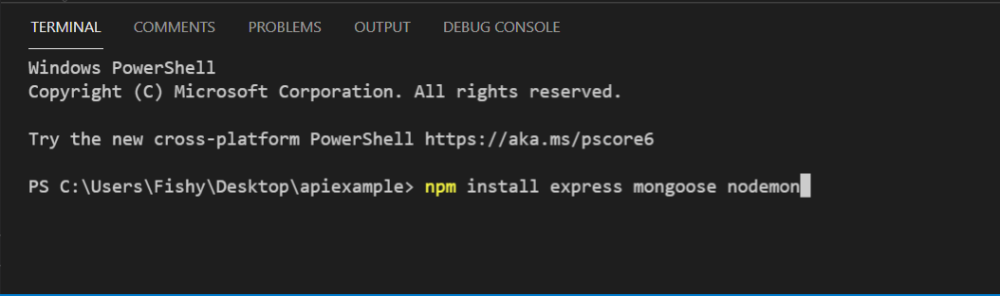 TERMINAL COMMENTS PROBLEMS OUTPUT DEBUG CONSOLE
Windows PowerShell
Copyright (C) Microsoft Corporation. All rights reserved.
Try the new cross-platform PowerShell https://aka.ms/pscore6
PS C:\Users\Fishy\Desktop\apiexample> npm install express mongoose nodemon